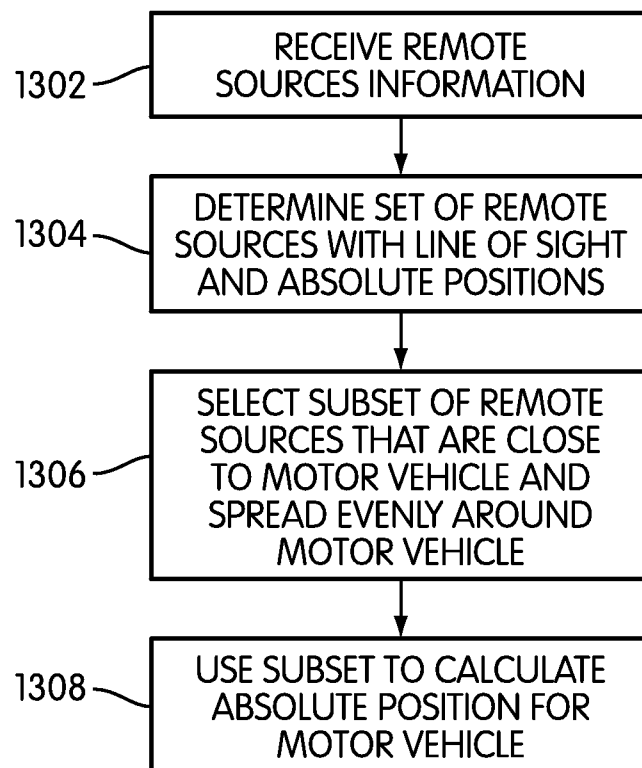 1302
RECEIVE REMOTE
SOURCES INFORMATION
1304
DETERMINE SET OF REMOTE
SOURCES WITH LINE OF SIGHT
AND ABSOLUTE POSITIONS
1306
SELECT SUBSET OF REMOTE
SOURCES THAT ARE CLOSE
TO MOTOR VEHICLE AND
SPREAD EVENLY AROUND
MOTOR VEHICLE
1308
USE SUBSET TO CALCULATE
ABSOLUTE POSITION FOR
MOTOR VEHICLE